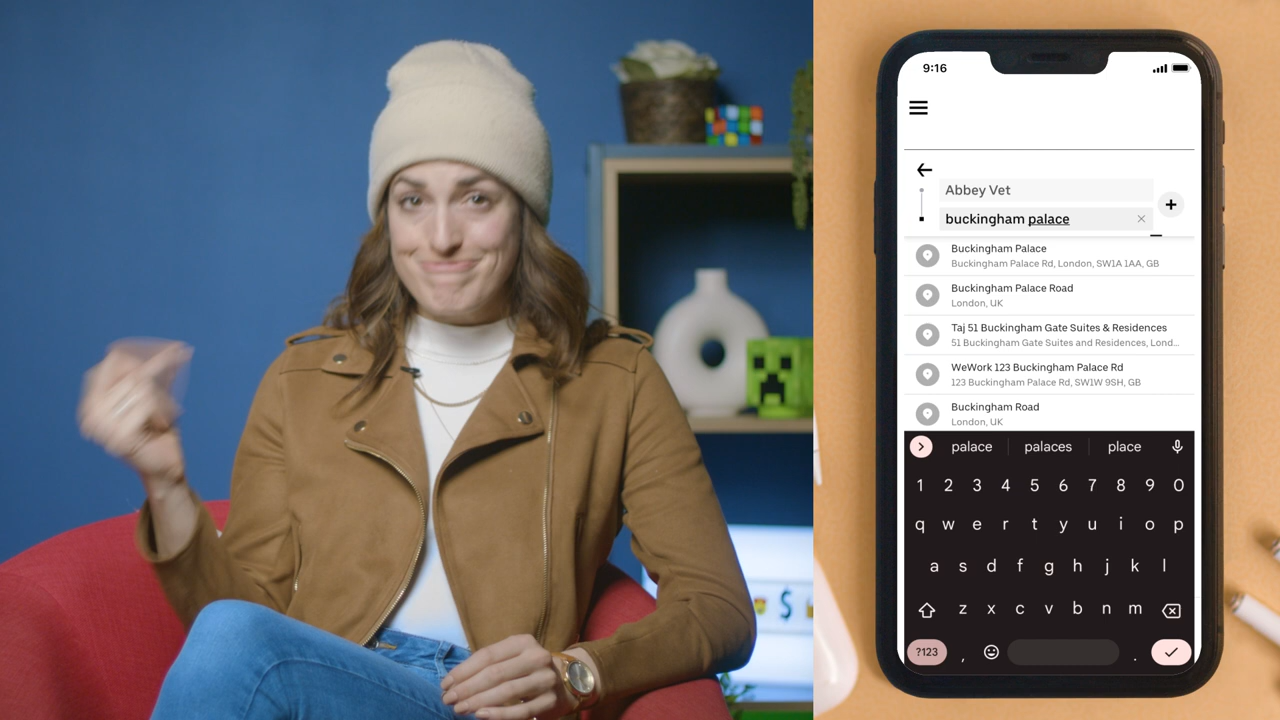 9:16
Abbey Vet
buckingham palace
Buckingham Palace
Buckingham Palace Rd, London, SW1A 1AA, GB
Buckingham Palace Road
London, UK
Taj 51 Buckingham Gate Suites & Residences
51 Buckingham Gate Suites and Residences, Lond...
WeWork 123 Buckingham Palace Rd
123 Buckingham Palace Rd, SW1W 9SH, GB
Buckingham Road
London, UK
palace palaces place
1 2 3 4 5 6 7 8 9 0
q w e r t y u i o p
a s d f g h j k l
z x c v b n m
?123 , .
$